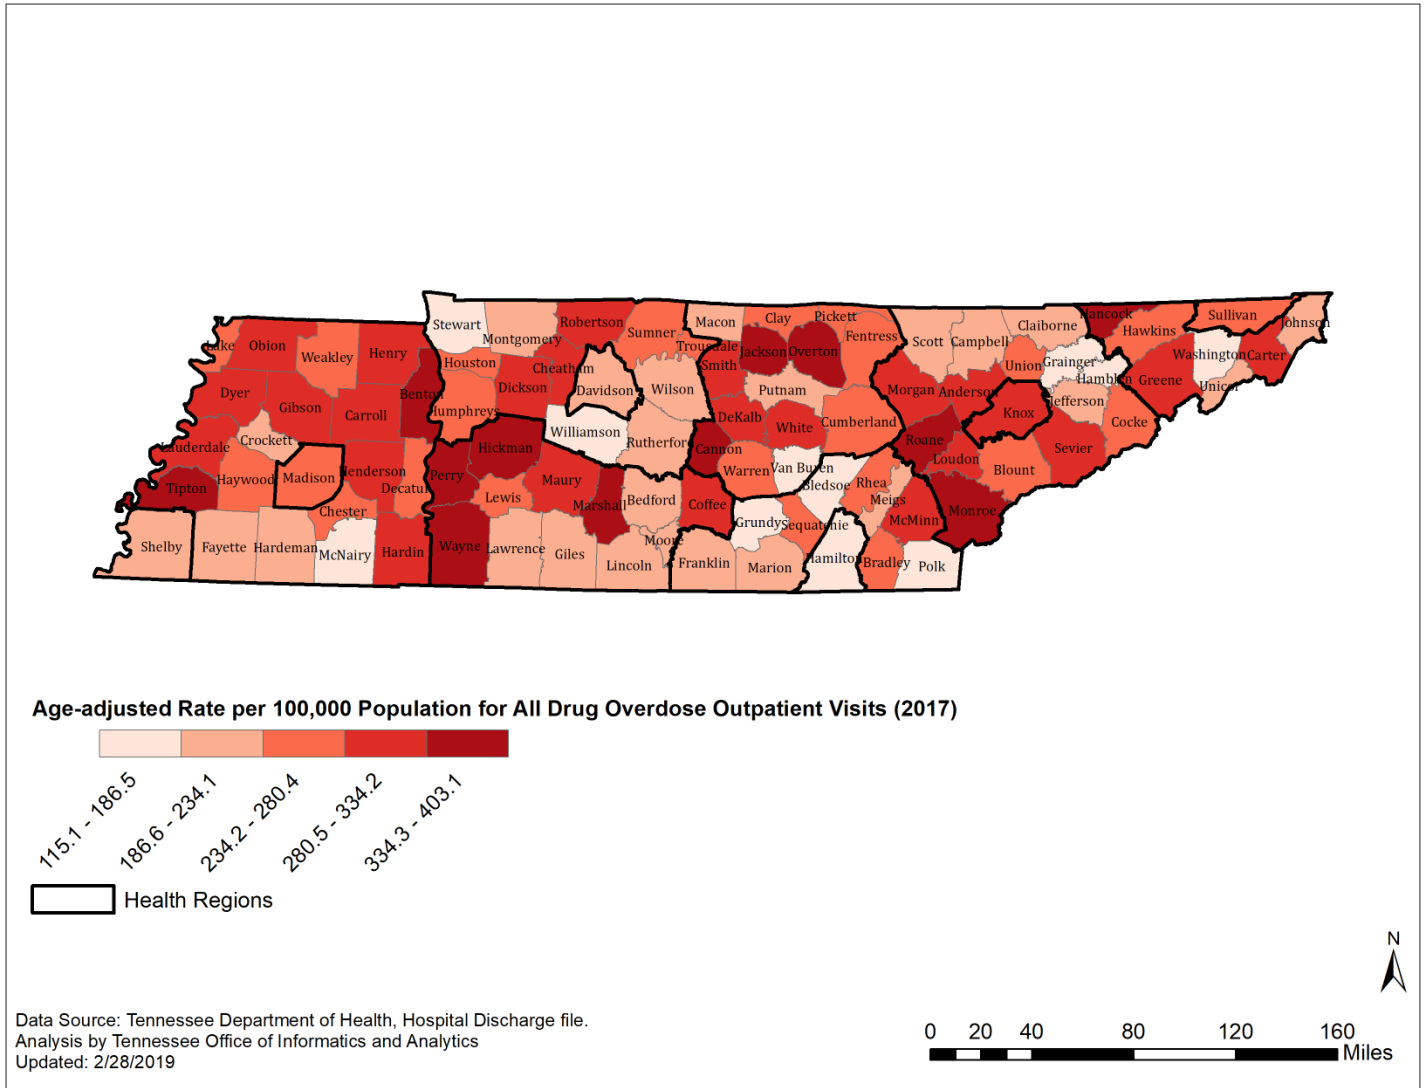 Stewart
Montgomery
Robertson
Sumner
Macon
Clay
Pickett
Hancock
Sullivan
Johnson
Lake
Obion
Weakley
Henry
Houston
Cheatham
Trousdale
Smith
Jackson
Overton
Fentress
Scott
Campbell
Claiborne
Hawkins
Washington
Carter
Dyer
Gibson
Carroll
Benton
Humphreys
Dickson
Davidson
Wilson
Putnam
Morgan
Anderson
Union
Grainger
Hamblen
Greene
Unicoi
Lauderdale
Crockett
Williamson
Rutherford
DeKalb
White
Cumberland
Knox
Jefferson
Cocke
Tipton
Haywood
Madison
Henderson
Decatur
Perry
Hickman
Maury
Cannon
Warren
Van Buren
Bledsoe
Rhea
Roane
Loudon
Blount
Sevier
Chester
Lewis
Marshall
Bedford
Coffee
Grundy
Sequatchie
Meigs
McMinn
Monroe
Shelby
Fayette
Hardeman
McNairy
Hardin
Wayne
Lawrence
Giles
Lincoln
Moore
Franklin
Marion
Hamilton
Bradley
Polk
Age-adjusted Rate per 100,000 Population for All Drug Overdose Outpatient Visits (2017)
115.1 - 186.5
186.6 - 234.1
234.2 - 280.4
280.5 - 334.2
334.3 - 403.1
Health Regions
N
Data Source: Tennessee Department of Health, Hospital Discharge file.
Analysis by Tennessee Office of Informatics and Analytics
Updated: 2/28/2019
0 20 40 80 120 160
Miles